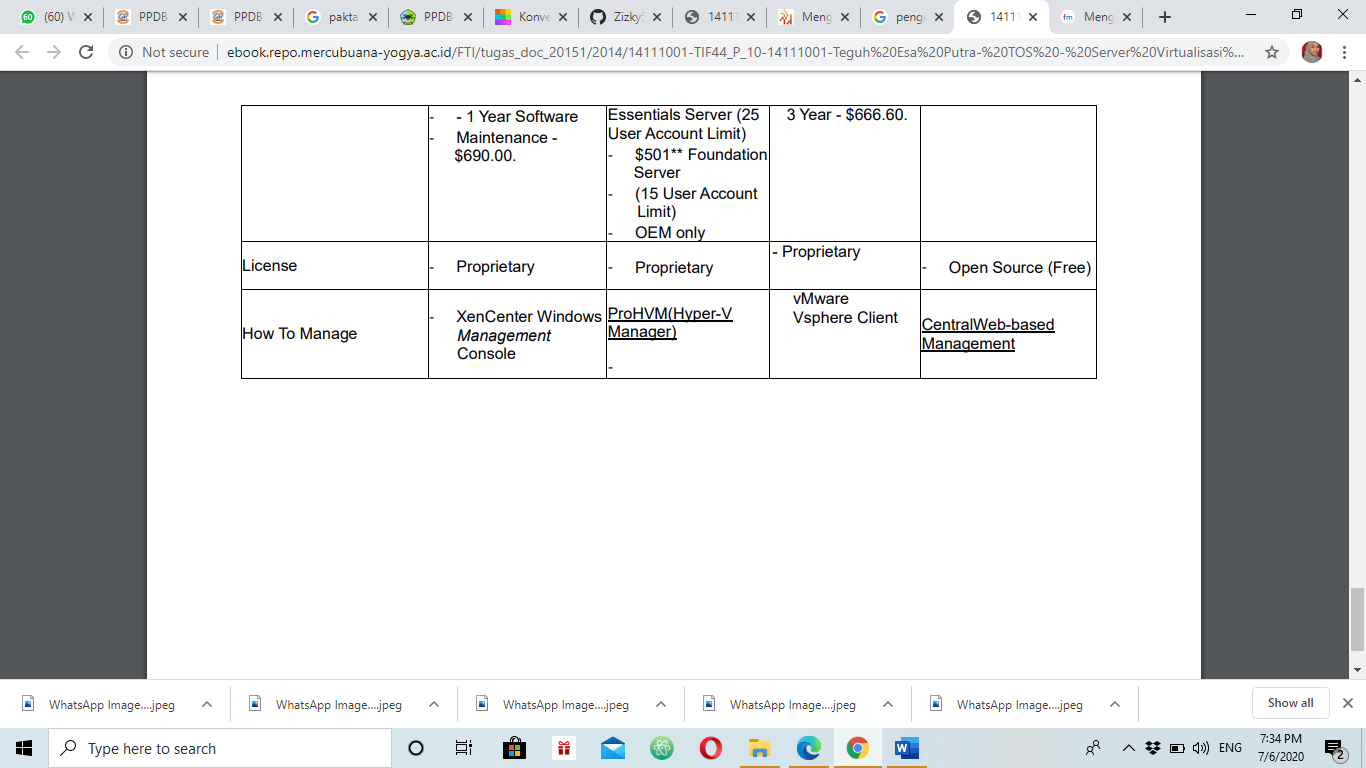 (60) W
PPDB
PPDB
pakta
PPDB
Konve
Zizky
1411
Meng
peng
1411
Meng
Not secure | ebook.repo.mercubuana-yogya.ac.id/FTI/tugas_doc_20151/2014/14111001-TIF44_P_10-14111001-Teguh%20Esa%20Putra-%20TOS%20-%20Server%20Virtualisasi%...
- - 1 Year Software
- Maintenance -
$690.00.
Essentials Server (25
User Account Limit)
- $501** Foundation
Server
- (15 User Account
Limit)
- OEM only
3 Year - $666.60.
License
- Proprietary
- Proprietary
- Proprietary
- Open Source (Free)
How To Manage
- XenCenter Windows
Management
Console
ProHVM(Hyper-V
Manager)
-
vMware
Vsphere Client
CentralWeb-based
Management
WhatsApp Image....jpeg
WhatsApp Image....jpeg
WhatsApp Image....jpeg
WhatsApp Image....jpeg
WhatsApp Image....jpeg
Show all
Type here to search
ENG
7:34 PM
7/6/2020
2